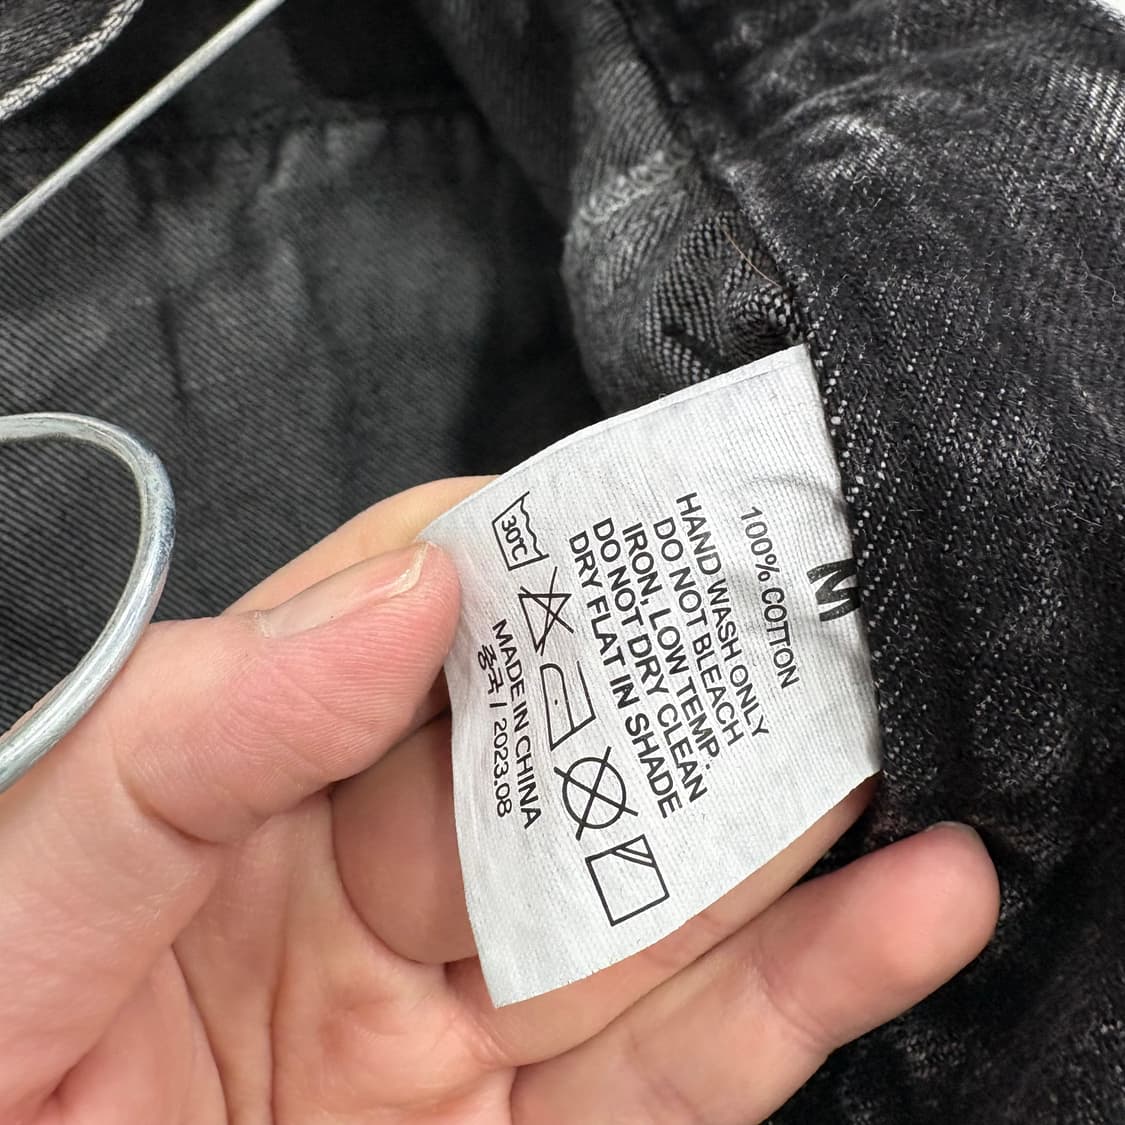 M
100%.COTTON
HAND WASH ONLY
DO NOT BLEACH
IRON, LOW TEMP.
DO NOT DRY CLEAN
DRY FLAT IN SHADE
30℃
MADE IN CHINA
중국 / 2023.08